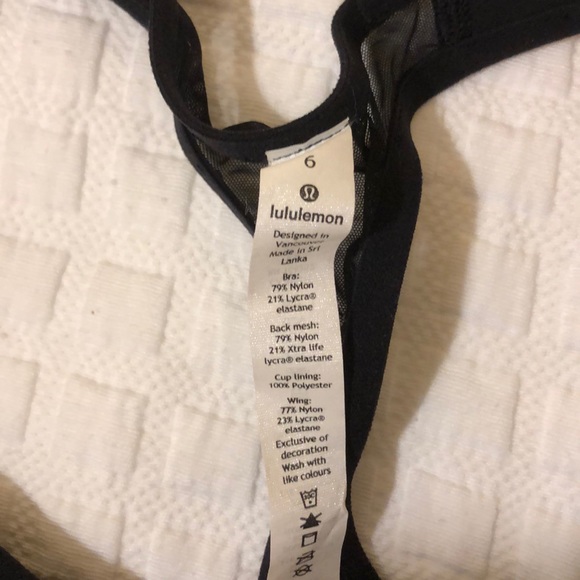 6
lululemon
Designed in
Vancouver
Made in Sri
Lanka
Bra:
79% Nylon
21% Lycra®
elastane
Back mesh:
79% Nylon
21% Xtra life
lycra® elastane
Cup lining:
100% Polyester
Wing:
77% Nylon
23% Lycra®
elastane
Exclusive of
decoration
Wash with
like colours